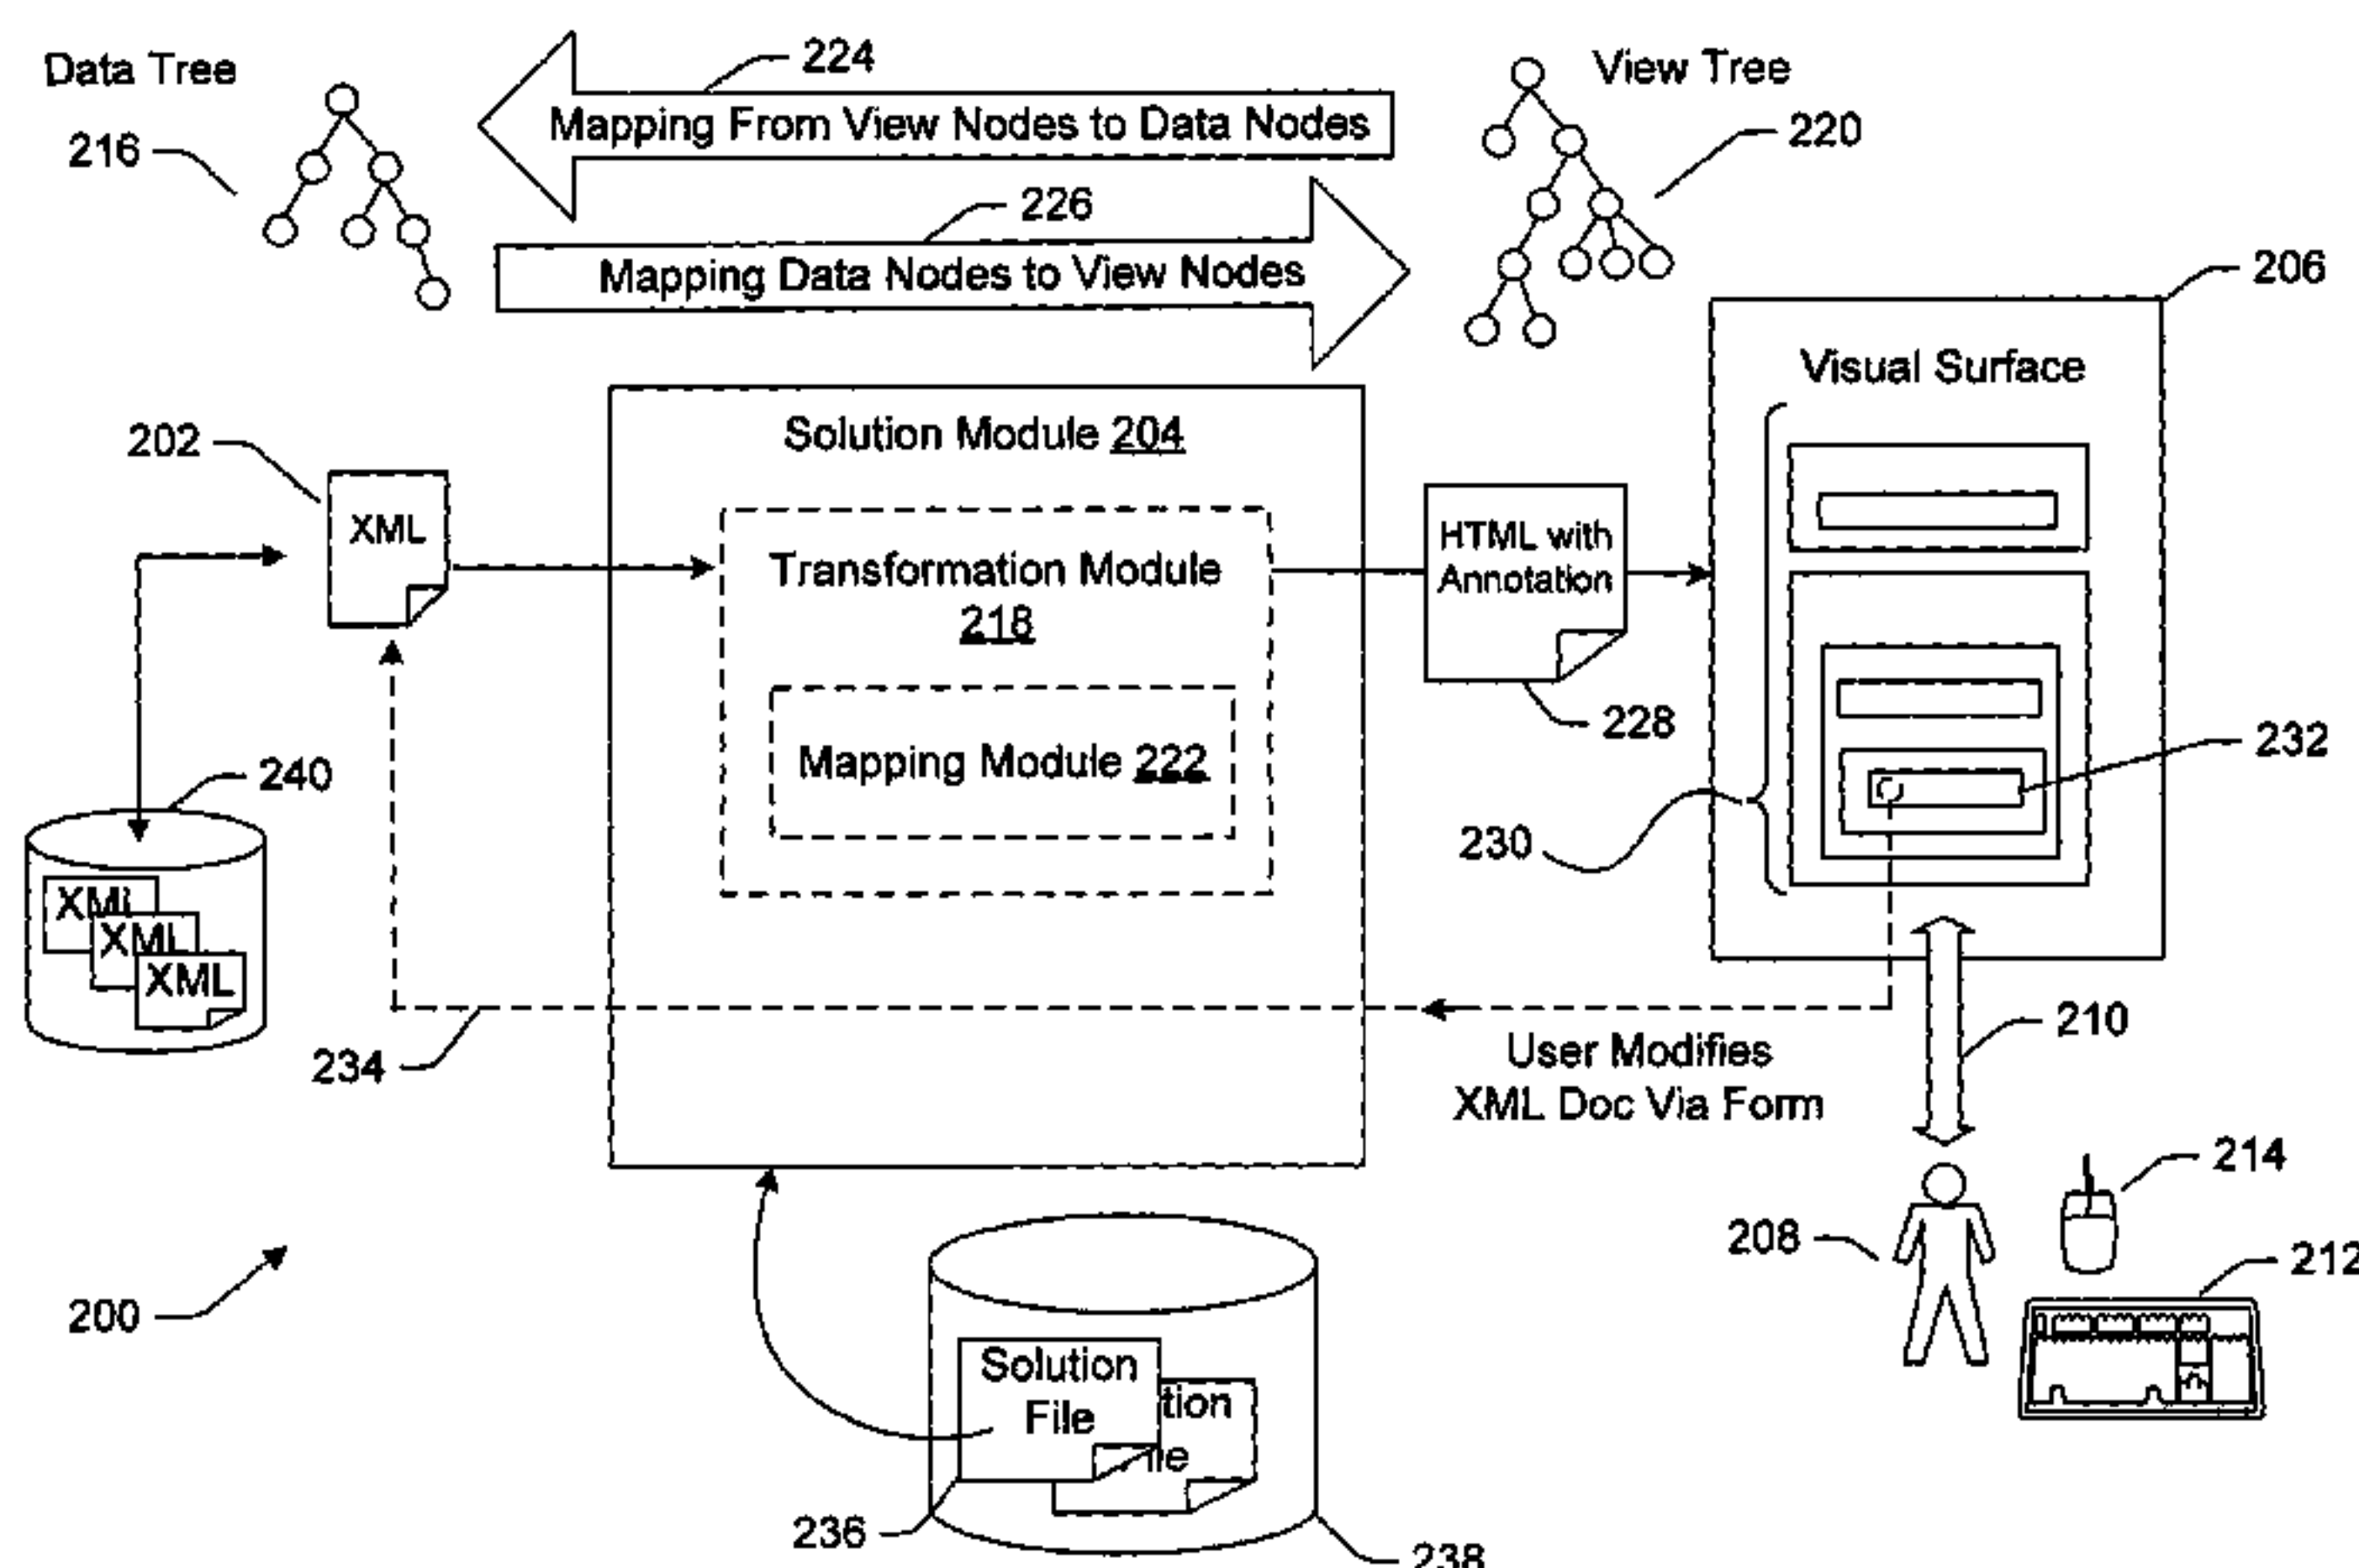 Data Tree
216
224
Mapping From View Nodes to Data Nodes
226
Mapping Data Nodes to View Nodes
View Tree
220
206
Visual Surface
202
XML
Solution Module 204
Transformation Module
218
Mapping Module 222
HTML with
Annotation
228
230
232
240
XML
XML
XML
234
User Modifies
XML Doc Via Form
210
208
214
212
200
Solution
File
tion
ile
236
238